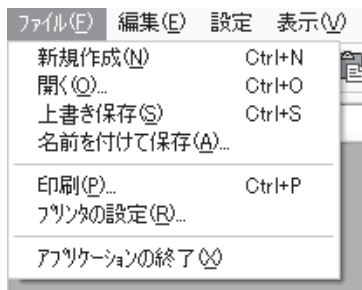 ファイル(F) 編集(E) 設定 表示(V)
新規作成(N) Ctrl+N
開く(O)... Ctrl+O
上書き保存(S) Ctrl+S
名前を付けて保存(A)...
印刷(P)... Ctrl+P
プリンタの設定(R)...
アプリケーションの終了(X)